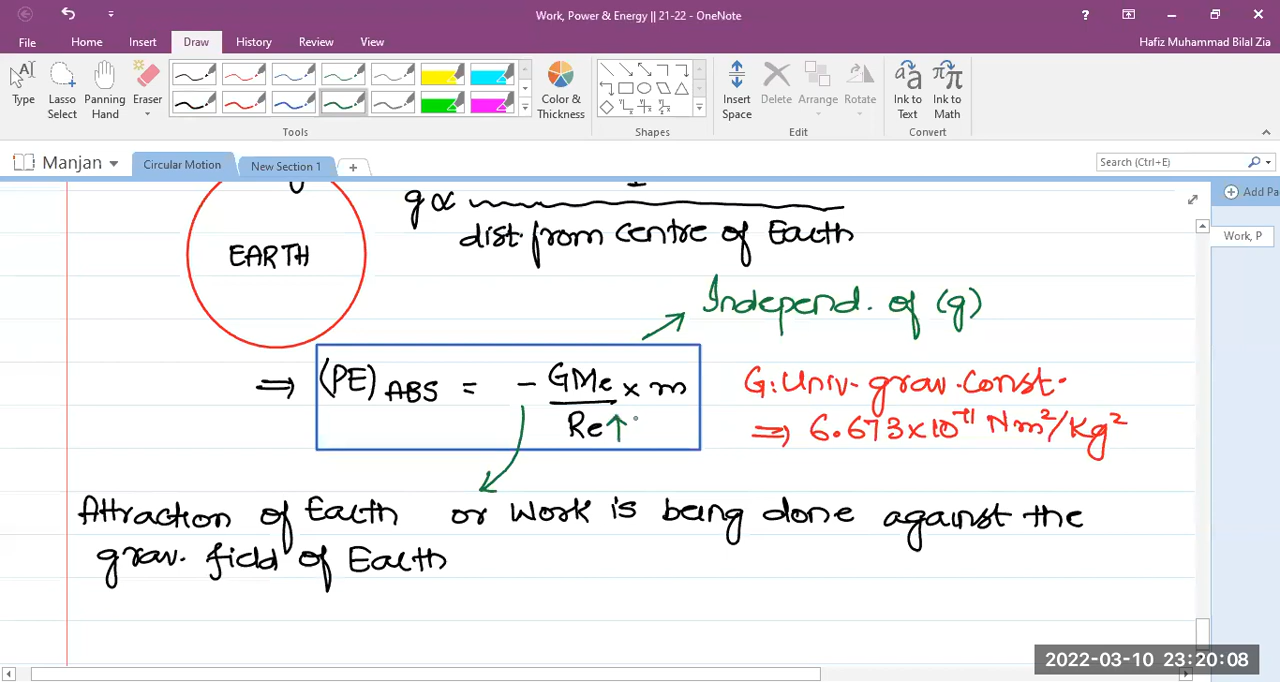 Work, Power & Energy || 21-22 - OneNote
?
File Home Insert Draw History Review View
Hafiz Muhammad Bilal Zia
Type
Lasso Select
Panning Hand
Eraser
Color & Thickness
Insert Space
Delete
Arrange
Rotate
Ink to Text
Ink to Math
Tools
Shapes
Edit
Convert
Manjan
Circular Motion
New Section 1
Search (Ctrl+E)
Add Pa
Work, P
g ∝
dist. from centre of Earth
EARTH
Independ. of (g)
⇒ (PE)ABS = - GMe/Re↑ × m
G: Univ. grav. const.
⇒ 6.673×10⁻¹¹ Nm²/Kg²
Attraction of Earth or Work is being done against the
grav. field of Earth
2022-03-10 23:20:08